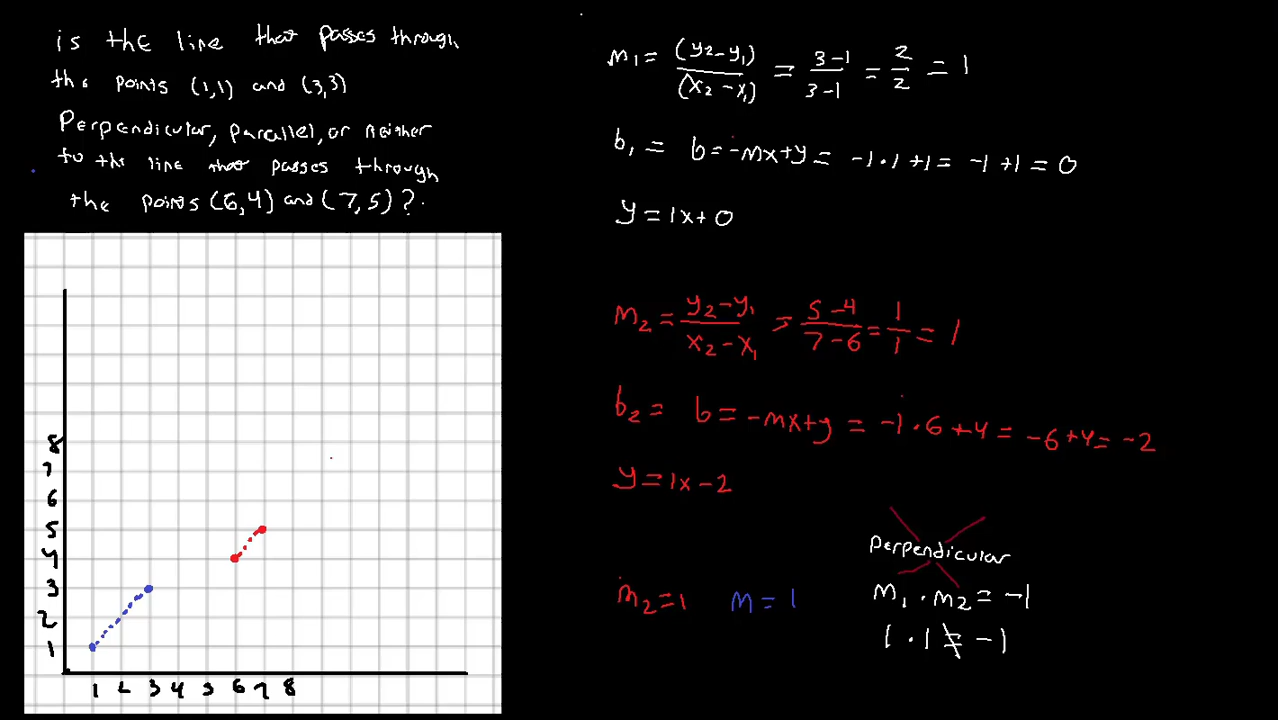 is the line that passes through
the points (1,1) and (3,3)
Perpendicular, parallel, or neither
to the line that passes through
the points (6,4) and (7,5)?
8
7
6
5
4
3
2
1
1 2 3 4 5 6 7 8
m₁ = (y₂-y₁)/(x₂-x₁) = 3-1/3-1 = 2/2 = 1
b₁ = b = -mx+y = -1·1+1 = -1+1 = 0
y = 1x+0
m₂ = y₂-y₁/x₂-x₁ = 5-4/7-6 = 1/1 = 1
b₂ = b = -mx+y = -1·6+4 = -6+4 = -2
y = 1x-2
m₂=1 m=1
Perpendicular
m₁·m₂ = -1
1·1 ≠ -1